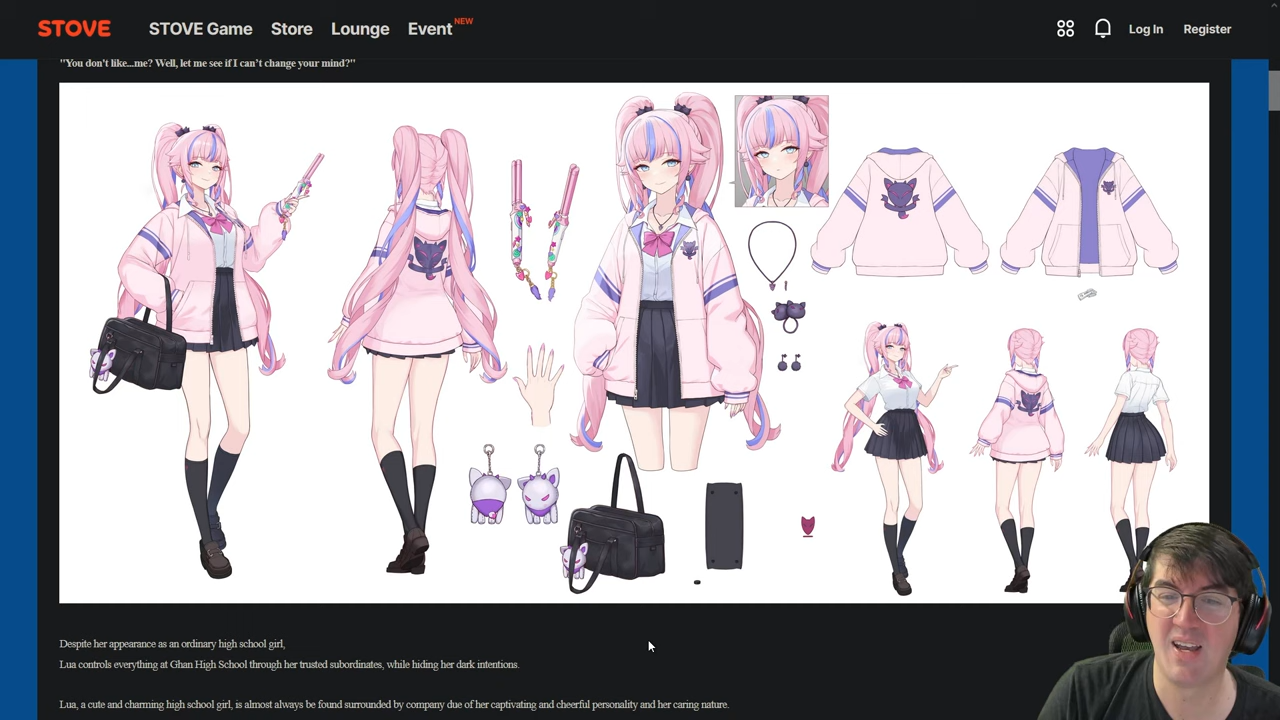 STOVE
STOVE Game
Store
Lounge
Event NEW
Log In
Register
"You don't like...me? Well, let me see if I can't change your mind?"
Despite her appearance as an ordinary high school girl,
Lua controls everything at Ghan High School through her trusted subordinates, while hiding her dark intentions.
Lua, a cute and charming high school girl, is almost always be found surrounded by company due of her captivating and cheerful personality and her caring nature.